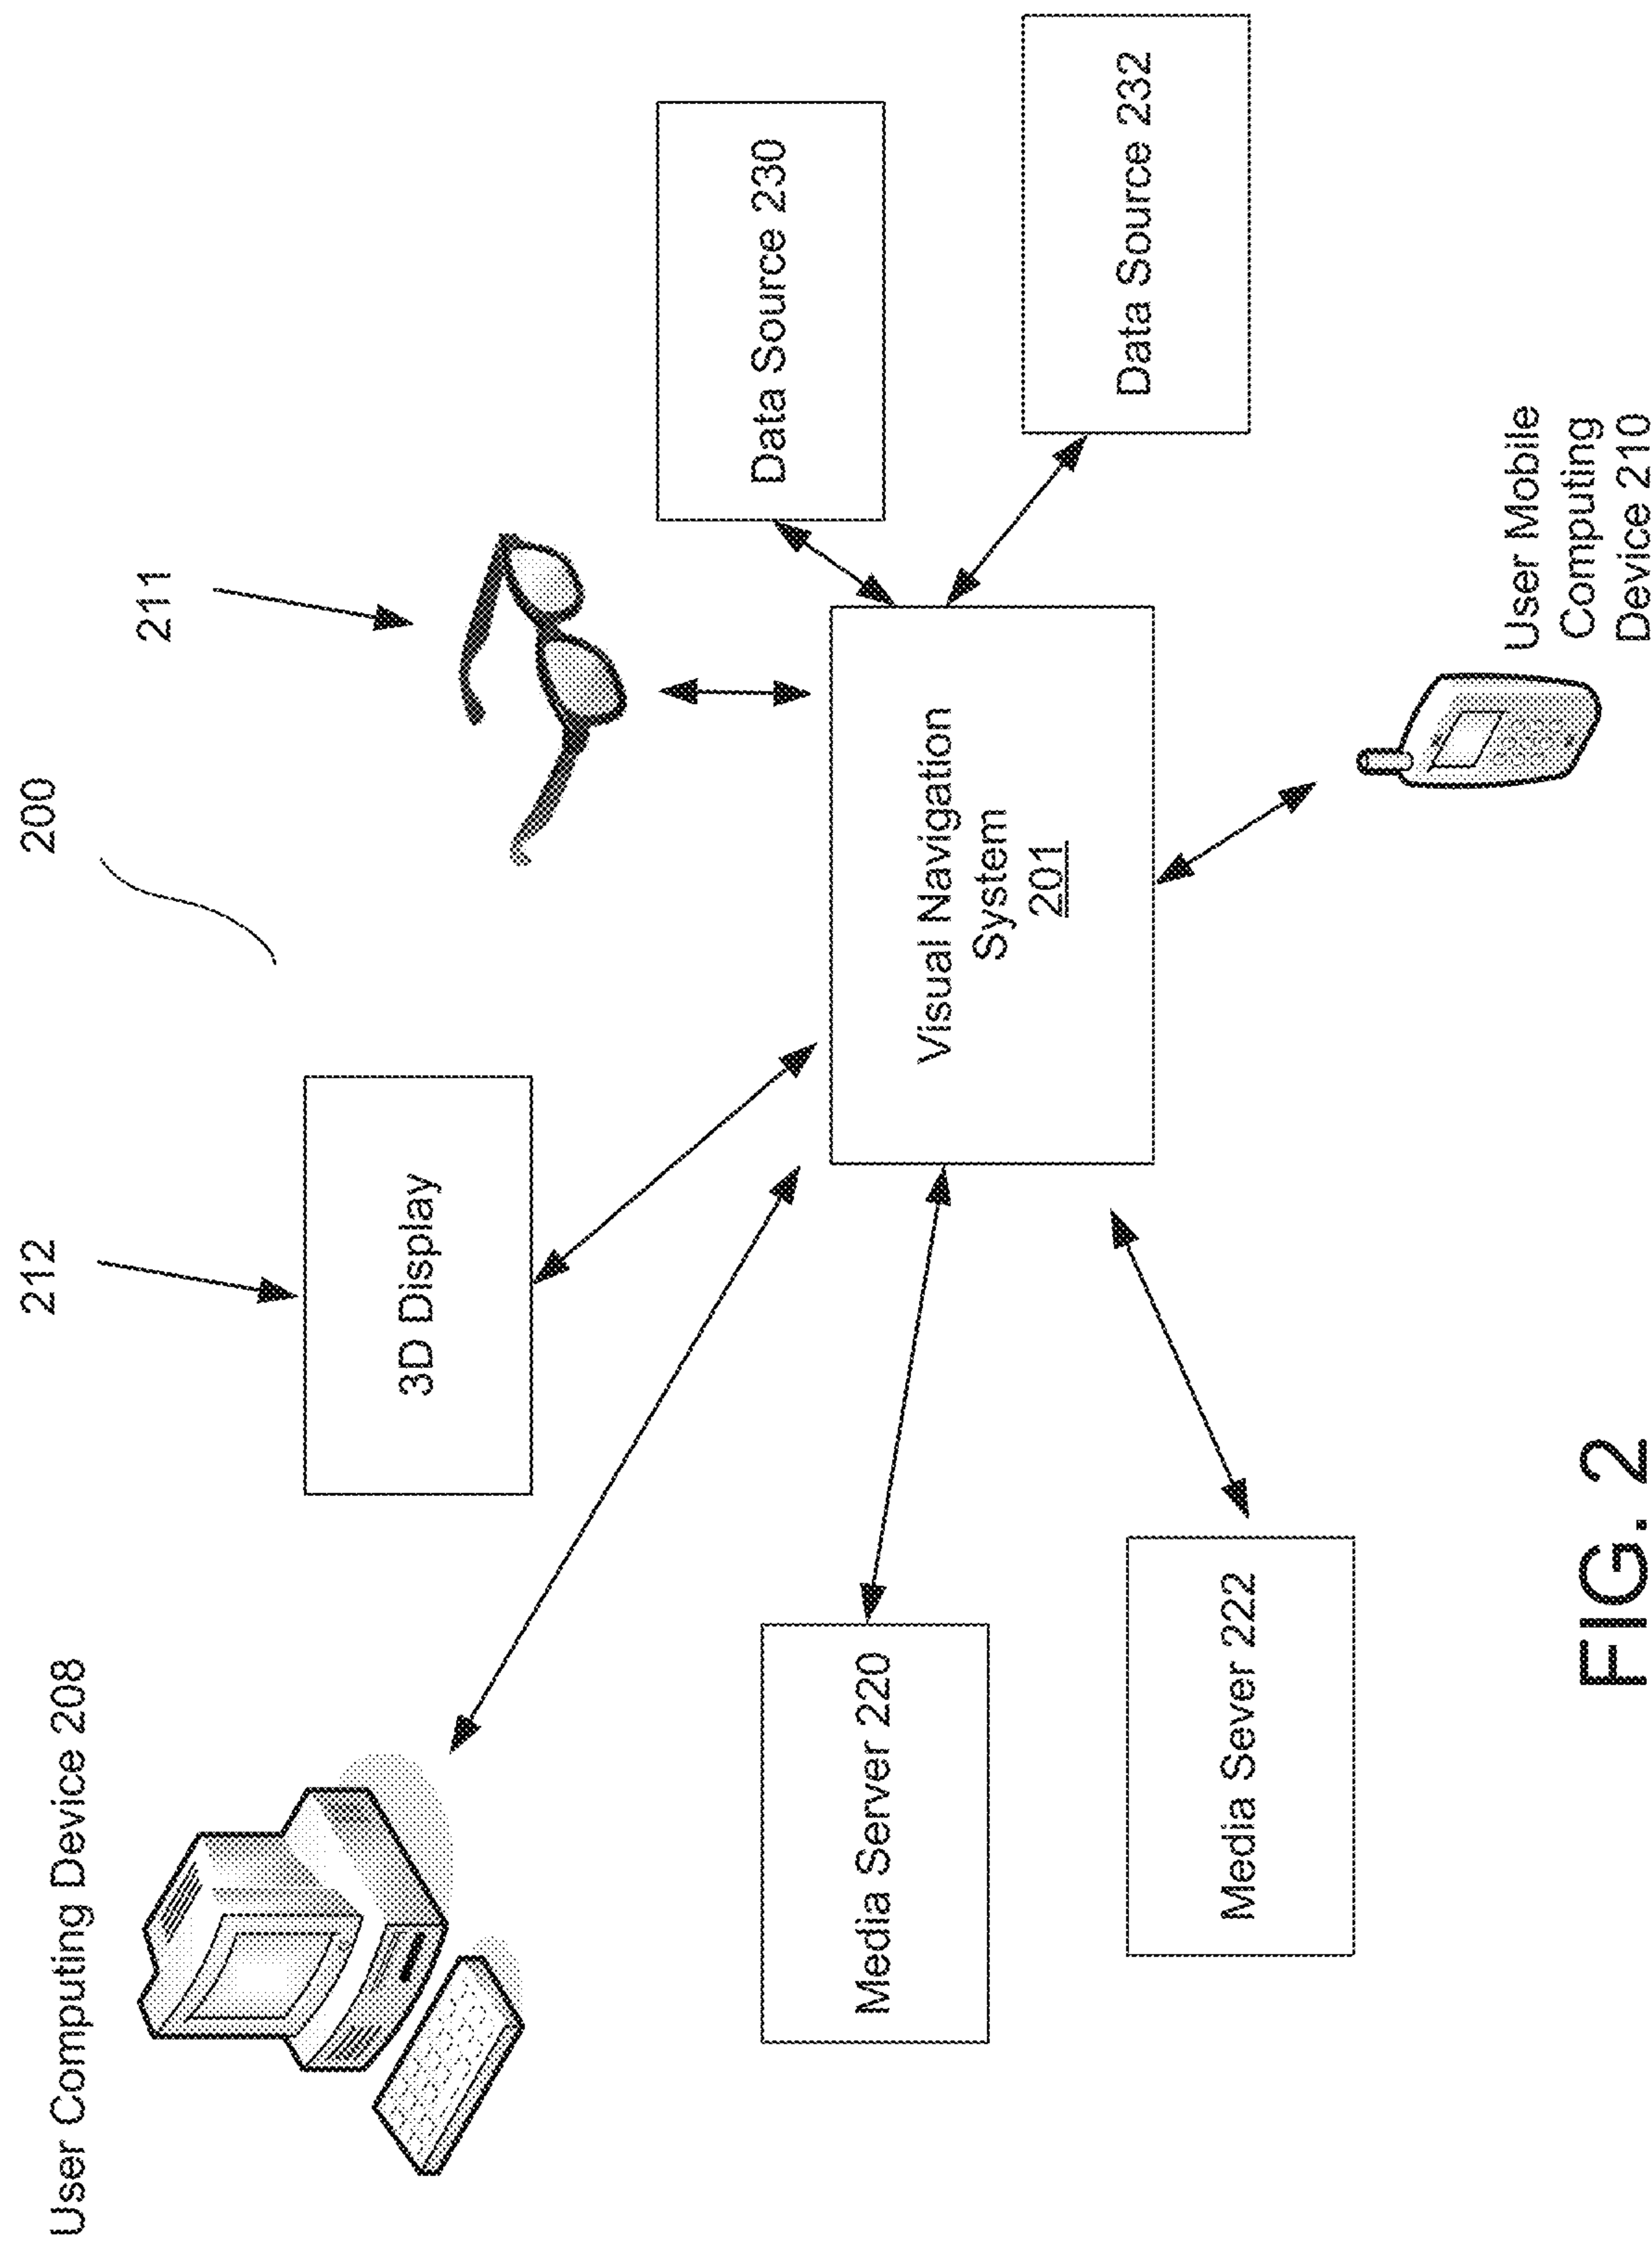 User Computing Device 208
212
200
211
3D Display
Data Source 230
Visual Navigation
System
201
Media Server 220
Data Source 232
Media Sever 222
User Mobile
Computing
Device 210
FIG. 2